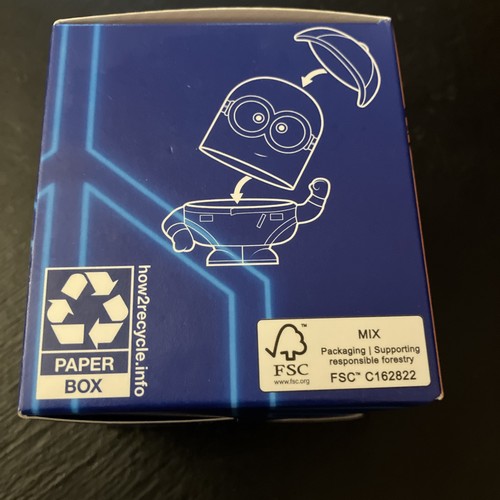 how2recycle.info
PAPER
BOX
FSC
www.fsc.org
MIX
Packaging | Supporting
responsible forestry
FSC™ C162822